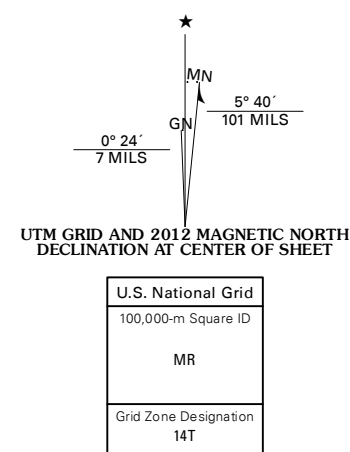 MN
5° 40´
101 MILS
GN
0° 24´
7 MILS
UTM GRID AND 2012 MAGNETIC NORTH
DECLINATION AT CENTER OF SHEET
U.S. National Grid
100,000-m Square ID
MR
Grid Zone Designation
14T